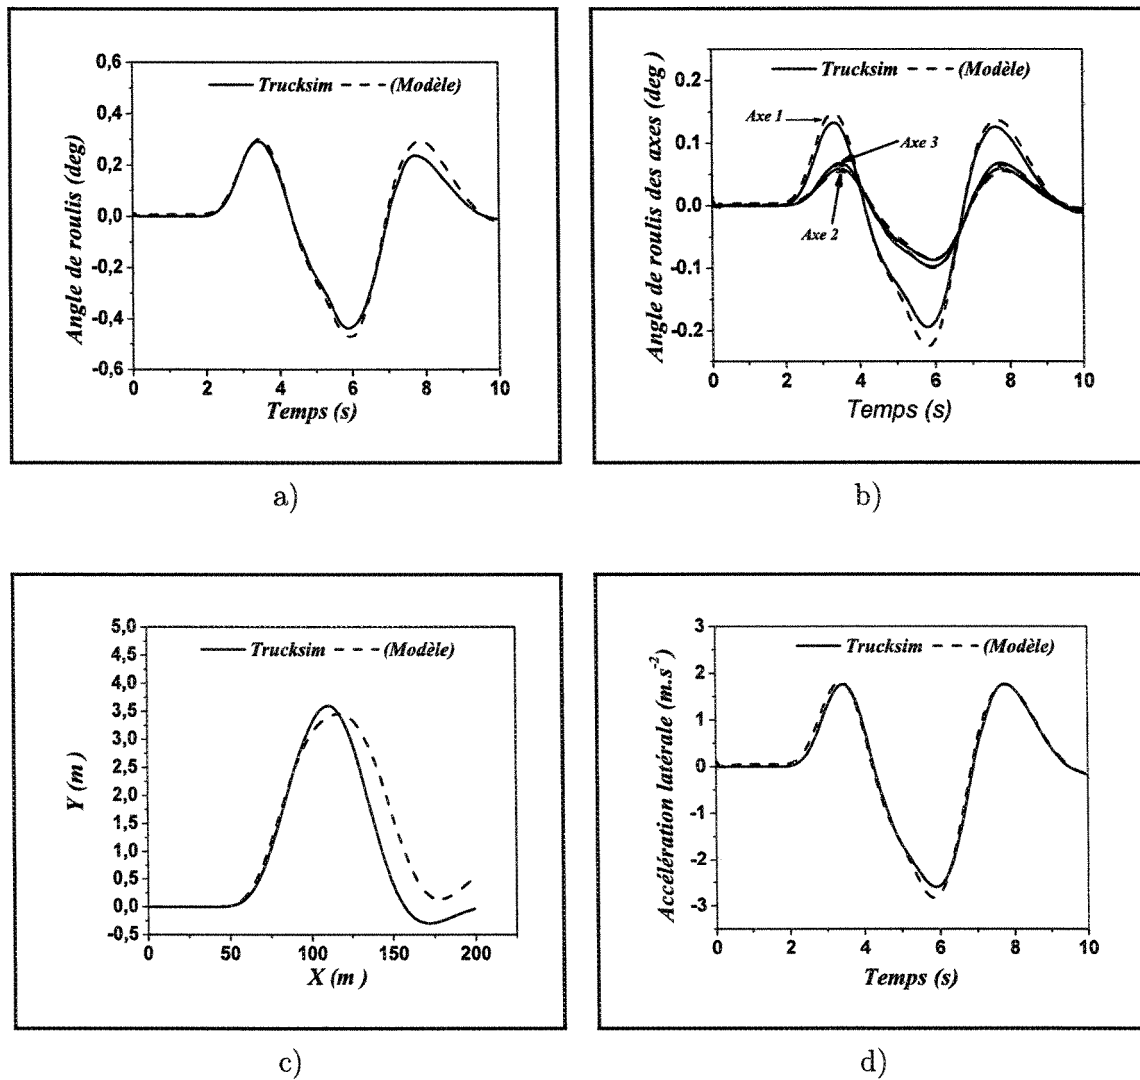 0,6
0,4
0,2
0,0
-0,2
-0,4
-0,6
Angle de roulis (deg)
Trucksim (Modèle)
0 2 4 6 8 10
Temps (s)
a)
0.2
0.1
0.0
-0.1
-0.2
Angle de roulis des axes (deg)
Trucksim (Modèle)
Axe 1
Axe 3
Axe 2
0 2 4 6 8 10
Temps (s)
b)
5,0
4,5
4,0
3,5
3,0
2,5
2,0
1,5
1,0
0,5
0,0
-0,5
Y (m)
Trucksim (Modèle)
0 50 100 150 200
X (m)
c)
3
2
1
0
-1
-2
-3
Accélération latérale (m.s⁻²)
Trucksim (Modèle)
0 2 4 6 8 10
Temps (s)
d)